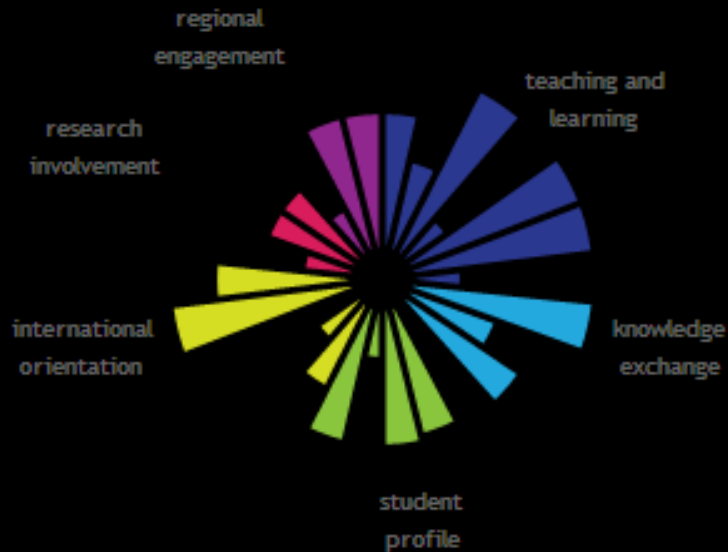 regional
engagement
teaching and
learning
research
involvement
international
orientation
knowledge
exchange
student
profile